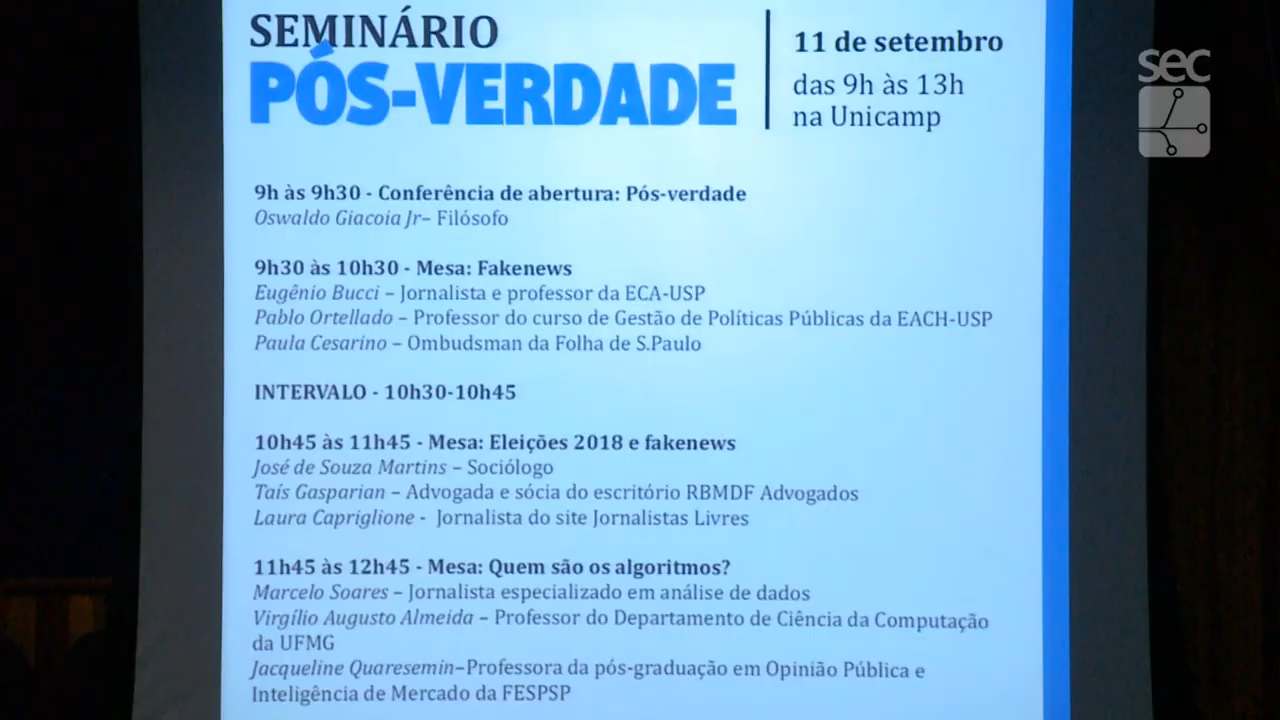 SEMINÁRIO
PÓS-VERDADE
11 de setembro
das 9h às 13h
na Unicamp
sec
9h às 9h30 - Conferência de abertura: Pós-verdade
Oswaldo Giacoia Jr– Filósofo
9h30 às 10h30 - Mesa: Fakenews
Eugênio Bucci – Jornalista e professor da ECA-USP
Pablo Ortellado – Professor do curso de Gestão de Políticas Públicas da EACH-USP
Paula Cesarino – Ombudsman da Folha de S.Paulo
INTERVALO - 10h30-10h45
10h45 às 11h45 - Mesa: Eleições 2018 e fakenews
José de Souza Martins – Sociólogo
Taís Gasparian – Advogada e sócia do escritório RBMDF Advogados
Laura Capriglione - Jornalista do site Jornalistas Livres
11h45 às 12h45 - Mesa: Quem são os algoritmos?
Marcelo Soares – Jornalista especializado em análise de dados
Virgílio Augusto Almeida – Professor do Departamento de Ciência da Computação
da UFMG
Jacqueline Quaresemin–Professora da pós-graduação em Opinião Pública e
Inteligência de Mercado da FESPSP